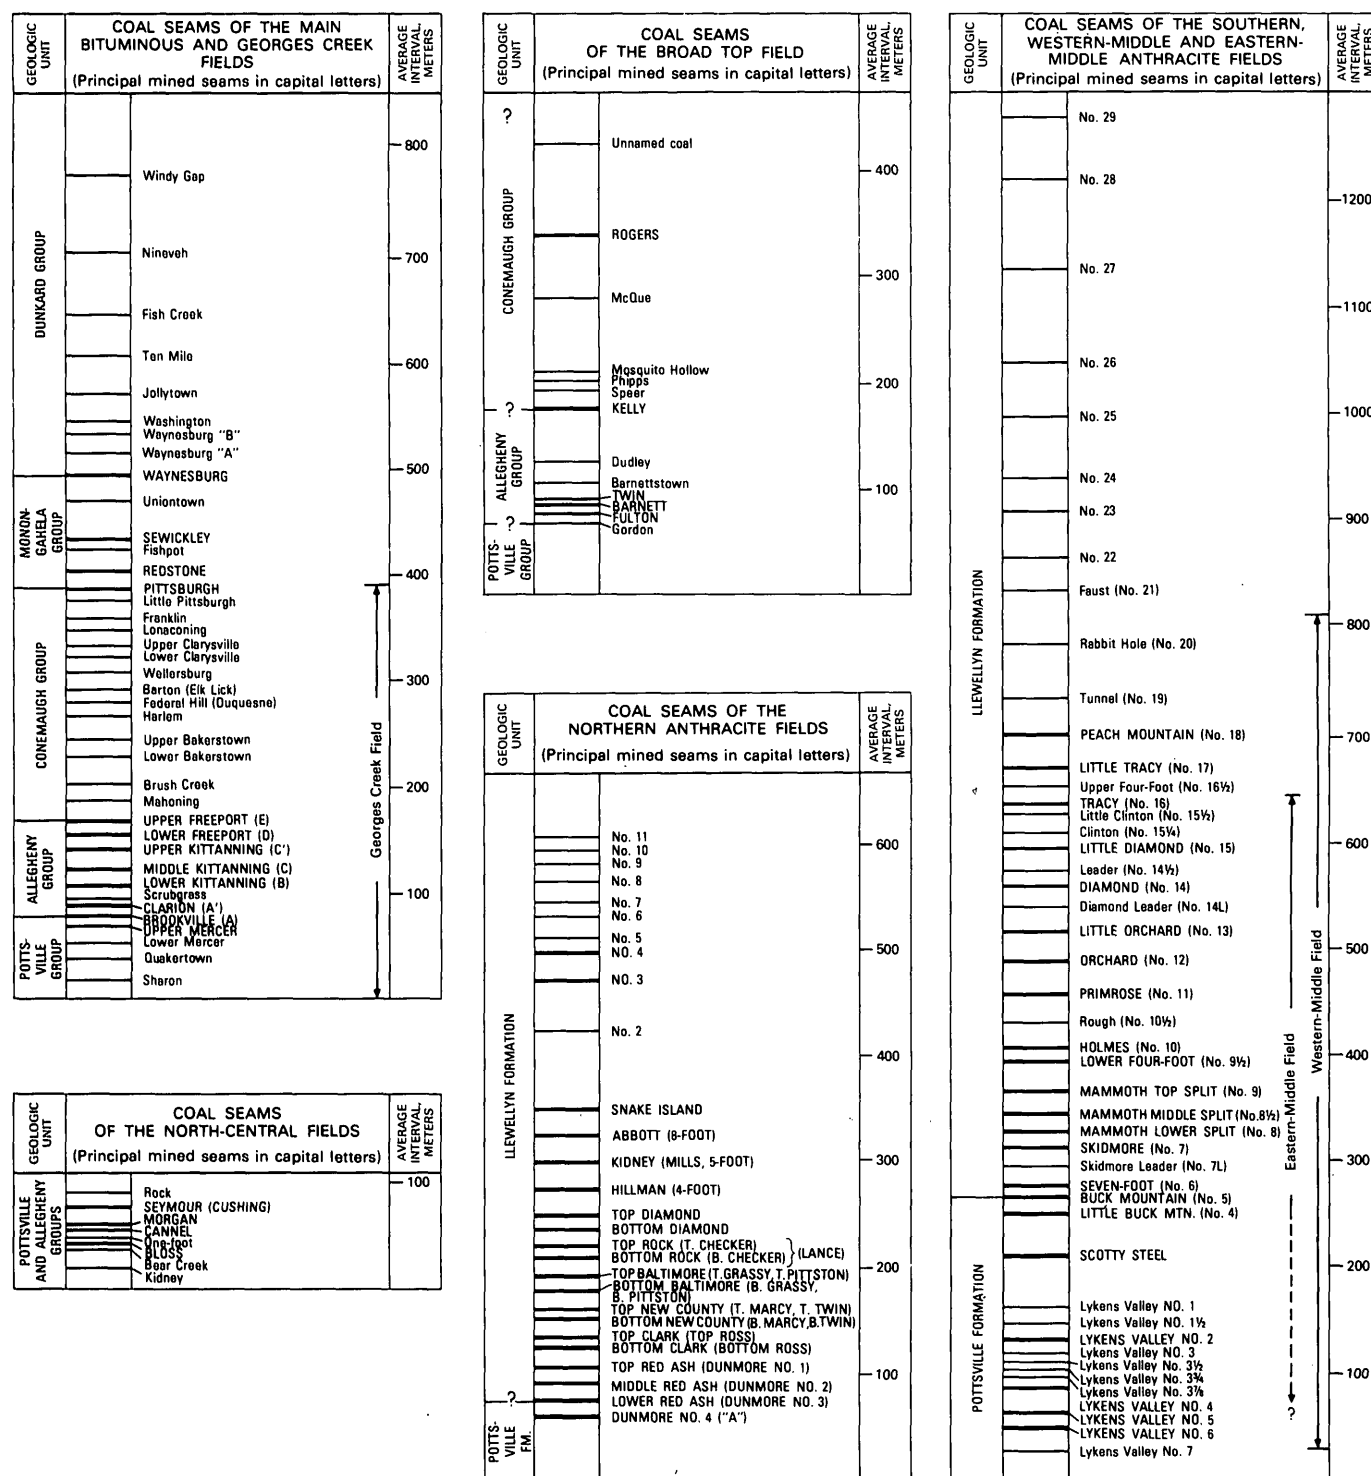 GEOLOGIC
UNIT
COAL SEAMS OF THE MAIN
BITUMINOUS AND GEORGES CREEK
FIELDS
(Principal mined seams in capital letters)
AVERAGE
INTERVAL,
METERS
DUNKARD GROUP
MONON-
GAHELA
GROUP
CONEMAUGH GROUP
ALLEGHENY
GROUP
POTTS-
VILLE
GROUP
Windy Gap
Nineveh
Fish Creek
Ten Mile
Jollytown
Washington
Waynesburg "B"
Waynesburg "A"
WAYNESBURG
Uniontown
SEWICKLEY
Fishpot
REDSTONE
PITTSBURGH
Little Pittsburgh
Franklin
Lonaconing
Upper Clarysville
Lower Clarysville
Wellersburg
Barton (Elk Lick)
Federal Hill (Duquesne)
Harlem
Upper Bakerstown
Lower Bakerstown
Brush Creek
Mahoning
UPPER FREEPORT (E)
LOWER FREEPORT (D)
UPPER KITTANNING (C')
MIDDLE KITTANNING (C)
LOWER KITTANNING (B)
Scrubgrass
CLARION (A')
BROOKVILLE (A)
UPPER MERCER
Lower Mercer
Quakertown
Sharon
Georges Creek Field
800
700
600
500
400
300
200
100
GEOLOGIC
UNIT
COAL SEAMS
OF THE NORTH-CENTRAL FIELDS
(Principal mined seams in capital letters)
AVERAGE
INTERVAL,
METERS
POTTSVILLE
AND ALLEGHENY
GROUPS
Rock
SEYMOUR (CUSHING)
MORGAN
CANNEL
One-foot
BLOSS
Bear Creek
Kidney
100
GEOLOGIC
UNIT
COAL SEAMS
OF THE BROAD TOP FIELD
(Principal mined seams in capital letters)
AVERAGE
INTERVAL,
METERS
?
CONEMAUGH GROUP
?
ALLEGHENY
GROUP
?
POTTS-
VILLE
GROUP
Unnamed coal
ROGERS
McQue
Mosquito Hollow
Phipps
Speer
KELLY
Dudley
Barnettstown
TWIN
BARNETT
FULTON
Gordon
400
300
200
100
GEOLOGIC
UNIT
COAL SEAMS OF THE
NORTHERN ANTHRACITE FIELDS
(Principal mined seams in capital letters)
AVERAGE
INTERVAL,
METERS
LLEWELLYN FORMATION
?
POTTS-
VILLE
FM.
No. 11
No. 10
No. 9
No. 8
No. 7
No. 6
No. 5
NO. 4
NO. 3
No. 2
SNAKE ISLAND
ABBOTT (8-FOOT)
KIDNEY (MILLS, 5-FOOT)
HILLMAN (4-FOOT)
TOP DIAMOND
BOTTOM DIAMOND
TOP ROCK (T. CHECKER)
BOTTOM ROCK (B. CHECKER)
(LANCE)
TOP BALTIMORE (T. GRASSY, T. PITTSTON)
BOTTOM BALTIMORE (B. GRASSY,
B. PITTSTON)
TOP NEW COUNTY (T. MARCY, T. TWIN)
BOTTOM NEW COUNTY (B. MARCY, B. TWIN)
TOP CLARK (TOP ROSS)
BOTTOM CLARK (BOTTOM ROSS)
TOP RED ASH (DUNMORE NO. 1)
MIDDLE RED ASH (DUNMORE NO. 2)
LOWER RED ASH (DUNMORE NO. 3)
DUNMORE NO. 4 ("A")
600
500
400
300
200
100
GEOLOGIC
UNIT
COAL SEAMS OF THE SOUTHERN,
WESTERN-MIDDLE AND EASTERN-
MIDDLE ANTHRACITE FIELDS
(Principal mined seams in capital letters)
AVERAGE
INTERVAL,
METERS
LLEWELLYN FORMATION
POTTSVILLE FORMATION
No. 29
No. 28
No. 27
No. 26
No. 25
No. 24
No. 23
No. 22
Faust (No. 21)
Rabbit Hole (No. 20)
Tunnel (No. 19)
PEACH MOUNTAIN (No. 18)
LITTLE TRACY (No. 17)
Upper Four-Foot (No. 16½)
TRACY (No. 16)
Little Clinton (No. 15½)
Clinton (No. 15¼)
LITTLE DIAMOND (No. 15)
Leader (No. 14½)
DIAMOND (No. 14)
Diamond Leader (No. 14L)
LITTLE ORCHARD (No. 13)
ORCHARD (No. 12)
PRIMROSE (No. 11)
Rough (No. 10½)
HOLMES (No. 10)
LOWER FOUR-FOOT (No. 9½)
MAMMOTH TOP SPLIT (No. 9)
MAMMOTH MIDDLE SPLIT (No. 8½)
MAMMOTH LOWER SPLIT (No. 8)
SKIDMORE (No. 7)
Skidmore Leader (No. 7L)
SEVEN-FOOT (No. 6)
BUCK MOUNTAIN (No. 5)
LITTLE BUCK MTN. (No. 4)
SCOTTY STEEL
Lykens Valley NO. 1
Lykens Valley No. 1½
LYKENS VALLEY NO. 2
Lykens Valley NO. 3
Lykens Valley No. 3½
Lykens Valley No. 3¾
Lykens Valley No. 3⅞
LYKENS VALLEY NO. 4
LYKENS VALLEY NO. 5
LYKENS VALLEY NO. 6
Lykens Valley No. 7
Eastern-Middle Field
?
Western-Middle Field
1200
1100
1000
900
800
700
600
500
400
300
200
100